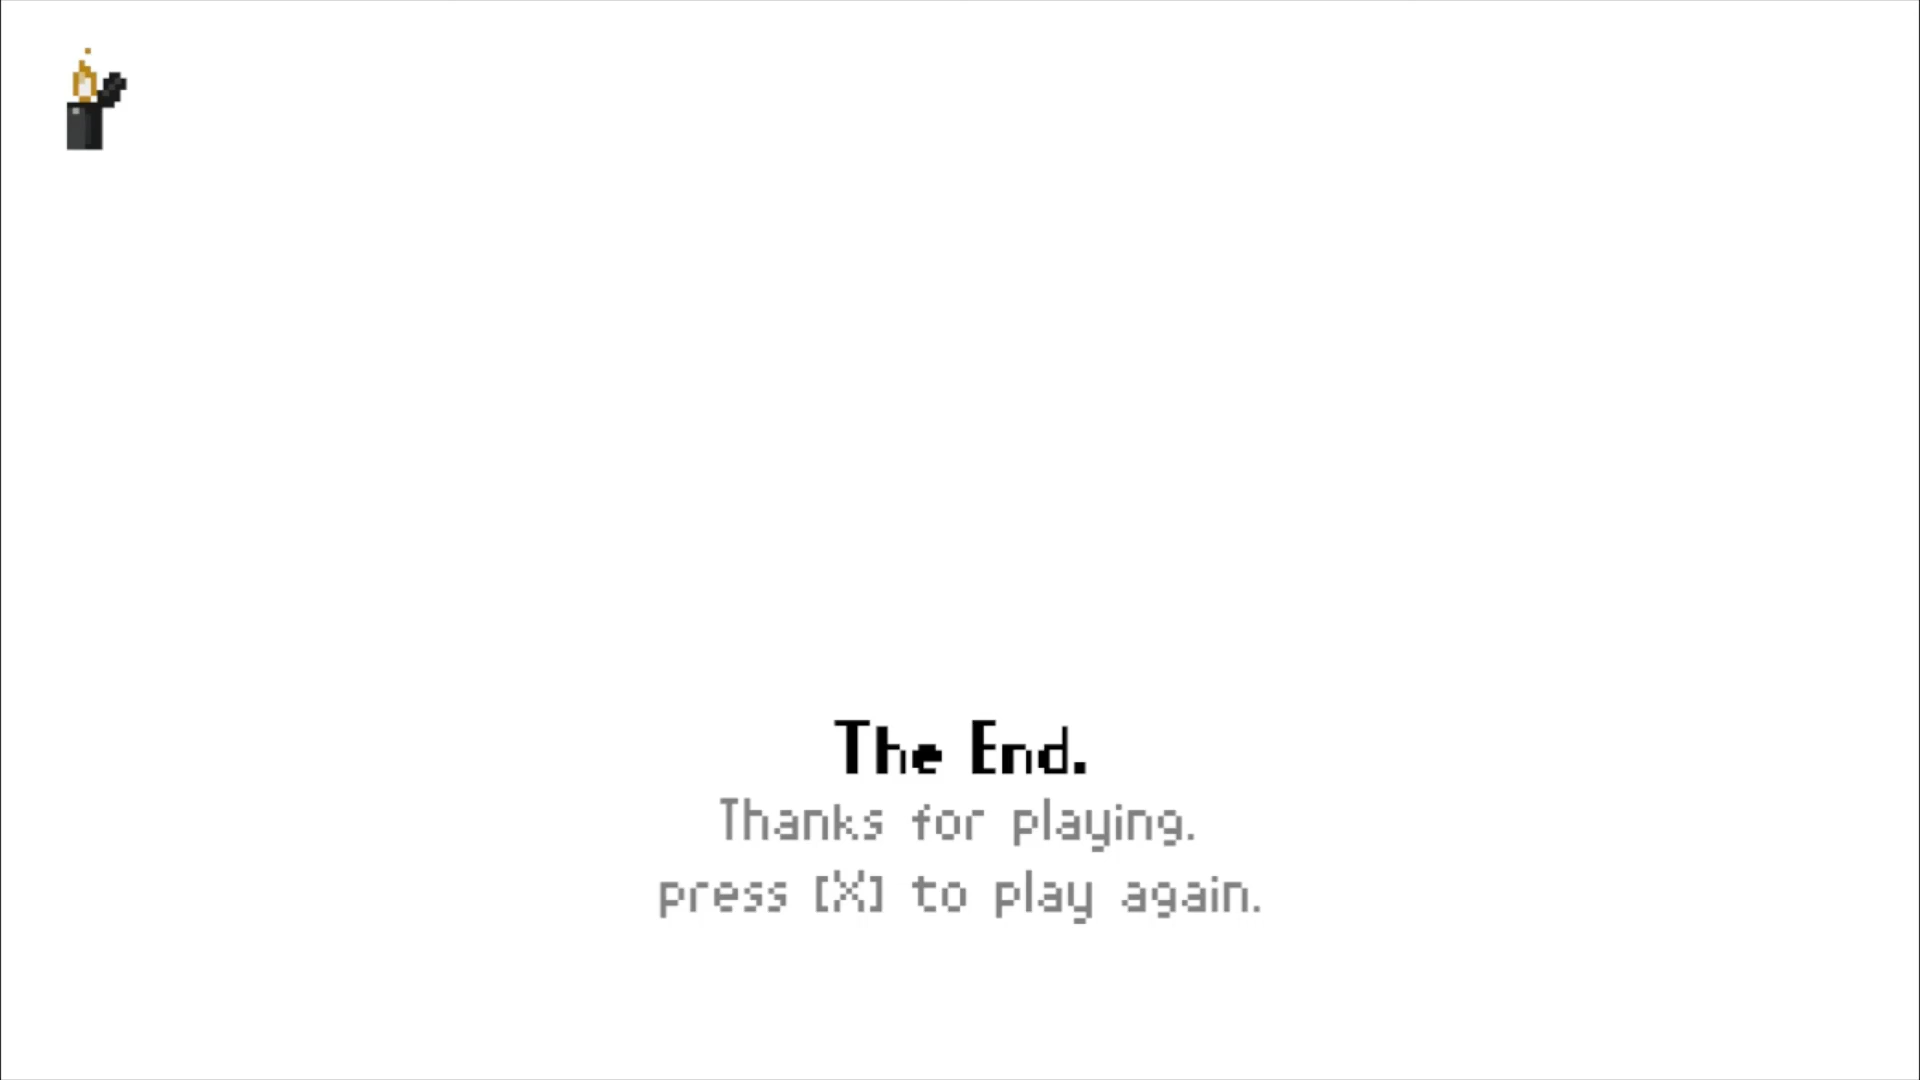 The End.
Thanks for playing.
press [X] to play again.